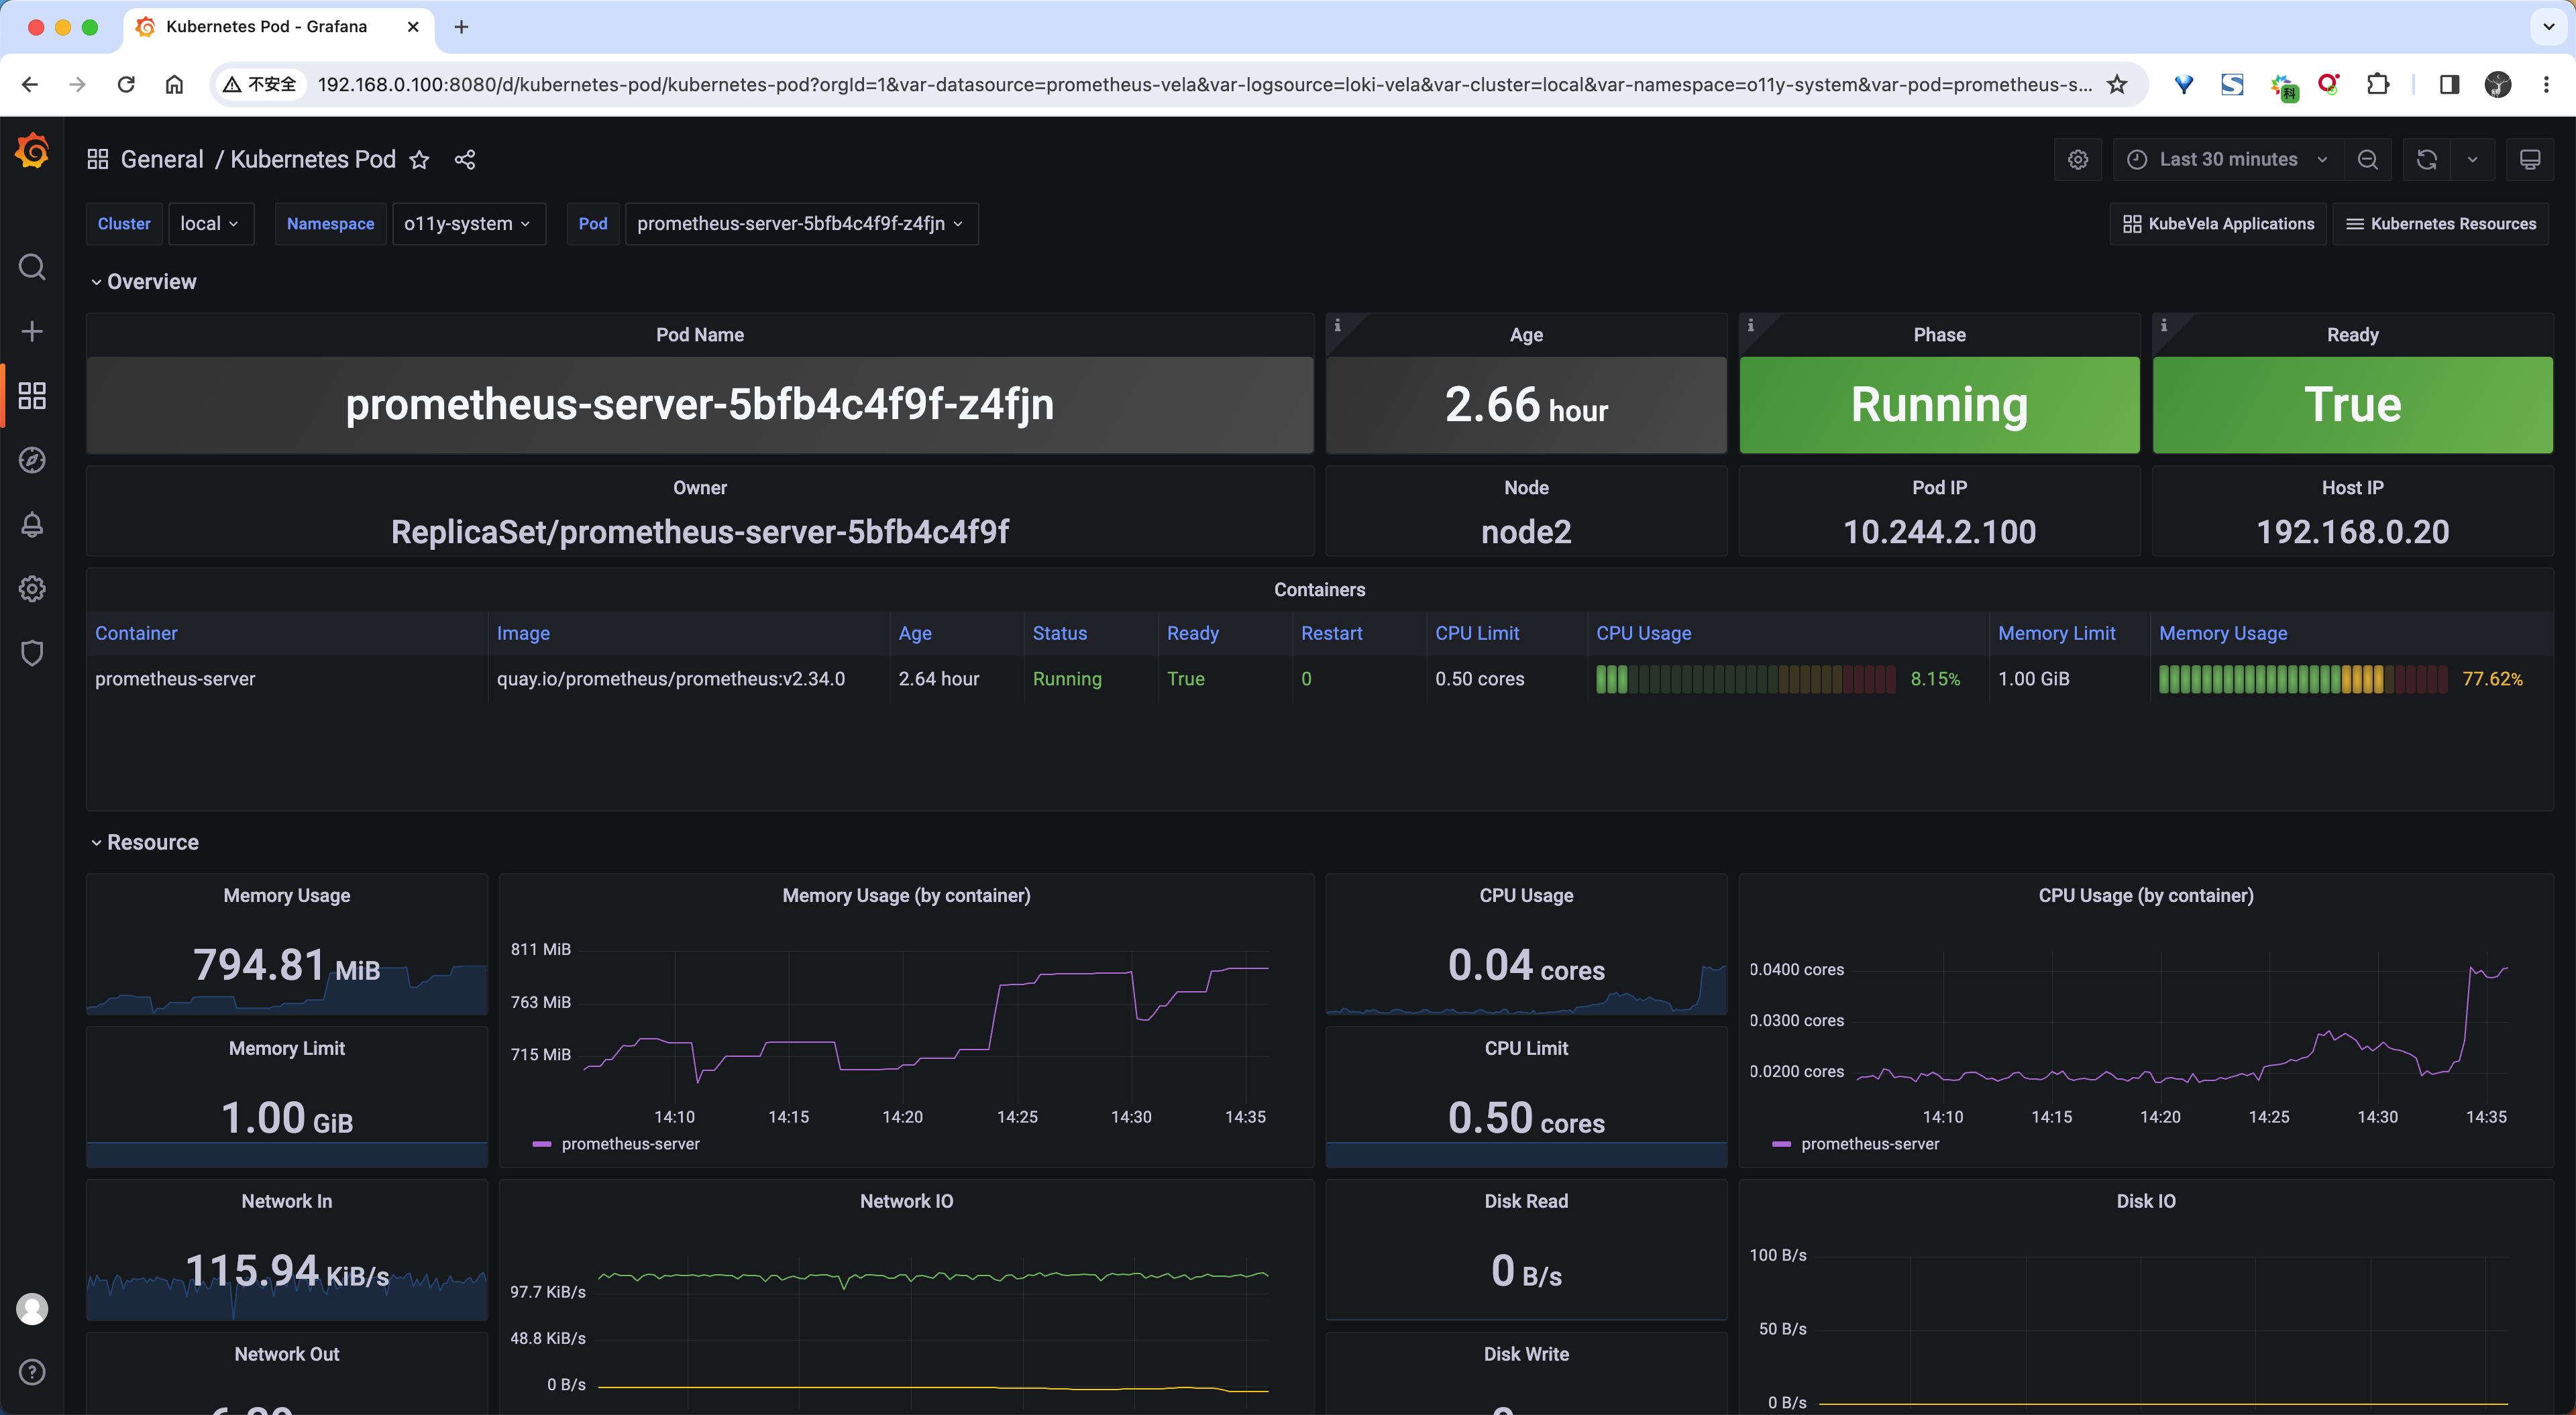 Kubernetes Pod - Grafana
不安全
192.168.0.100:8080/d/kubernetes-pod/kubernetes-pod?orgId=1&var-datasource=prometheus-vela&var-logsource=loki-vela&var-cluster=local&var-namespace=o11y-system&var-pod=prometheus-s...
科
General / Kubernetes Pod
Last 30 minutes
Cluster local Namespace o11y-system Pod prometheus-server-5bfb4c4f9f-z4fjn
KubeVela Applications
Kubernetes Resources
Overview
Pod Name
prometheus-server-5bfb4c4f9f-z4fjn
Age
2.66 hour
Phase
Running
Ready
True
Owner
ReplicaSet/prometheus-server-5bfb4c4f9f
Node
node2
Pod IP
10.244.2.100
Host IP
192.168.0.20
Containers
Container Image Age Status Ready Restart CPU Limit CPU Usage Memory Limit Memory Usage
prometheus-server quay.io/prometheus/prometheus:v2.34.0 2.64 hour Running True 0 0.50 cores 8.15% 1.00 GiB 77.62%
Resource
Memory Usage
794.81 MiB
Memory Limit
1.00 GiB
Memory Usage (by container)
811 MiB
763 MiB
715 MiB
14:10 14:15 14:20 14:25 14:30 14:35
prometheus-server
CPU Usage
0.04 cores
CPU Limit
0.50 cores
CPU Usage (by container)
0.0400 cores
0.0300 cores
0.0200 cores
14:10 14:15 14:20 14:25 14:30 14:35
prometheus-server
Network In
115.94 KiB/s
Network Out
Network IO
97.7 KiB/s
48.8 KiB/s
0 B/s
Disk Read
0 B/s
Disk Write
Disk IO
100 B/s
50 B/s
0 B/s